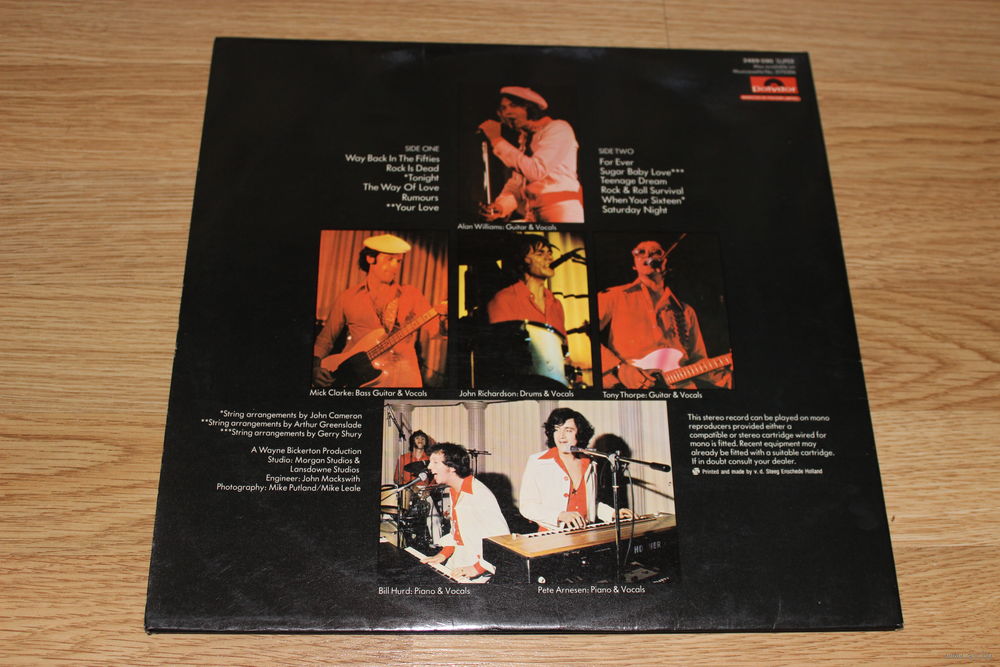 2489 090 SUPER
Also available on
polydor
SIDE ONE
Way Back In The Fifties
Rock Is Dead
*Tonight
The Way Of Love
Rumours
**Your Love
SIDE TWO
For Ever
Sugar Baby Love***
Teenage Dream
Rock & Roll Survival
When Your Sixteen*
Saturday Night
Alan Williams: Guitar & Vocals
Mick Clarke: Bass Guitar & Vocals
John Richardson: Drums & Vocals
Tony Thorpe: Guitar & Vocals
*String arrangements by John Cameron
**String arrangements by Arthur Greenslade
***String arrangements by Gerry Shury
A Wayne Bickerton Production
Studio: Morgan Studios &
Lansdowne Studios
Engineer: John Mackswith
Photography: Mike Putland/Mike Leale
This stereo record can be played on mono
reproducers provided either a
compatible or stereo cartridge wired for
mono is fitted. Recent equipment may
already be fitted with a suitable cartridge.
If in doubt consult your dealer.
Printed and made by v. d. Steeg Enschede Holland
HOHNER
Bill Hurd: Piano & Vocals
Pete Arnesen: Piano & Vocals